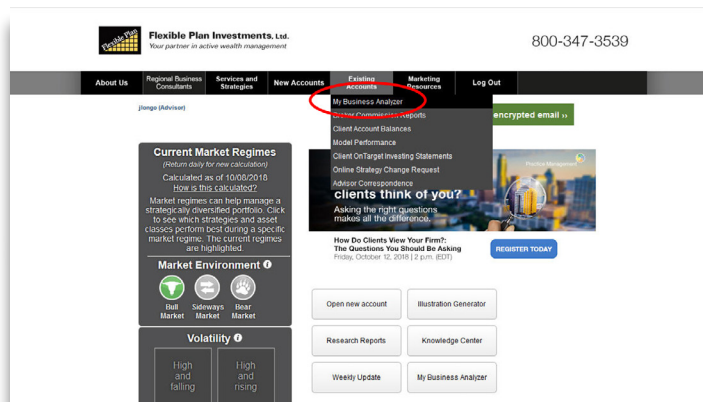 Flexible Plan
Flexible Plan Investments, Ltd.
Your partner in active wealth management
800-347-3539
About Us
Regional Business
Consultants
Services and
Strategies
New Accounts
Existing
Accounts
Marketing
Resources
Log Out
jlongo (Advisor)
My Business Analyzer
Broker Commission Reports
Client Account Balances
Model Performance
Client OnTarget Investing Statements
Online Strategy Change Request
Advisor Correspondence
encrypted email ››
Current Market Regimes
(Return daily for new calculation)
Calculated as of 10/08/2018
How is this calculated?
Market regimes can help manage a
strategically diversified portfolio. Click
to see which strategies and asset
classes perform best during a specific
market regime. The current regimes
are highlighted.
Market Environment
Bull
Market
Sideways
Market
Bear
Market
Volatility
High
and
falling
High
and
rising
Practice Management
clients think of you?
Asking the right questions
makes all the difference.
How Do Clients View Your Firm?:
The Questions You Should Be Asking
Friday, October 12, 2018 | 2 p.m. (EDT)
REGISTER TODAY
Open new account
Illustration Generator
Research Reports
Knowledge Center
Weekly Update
My Business Analyzer